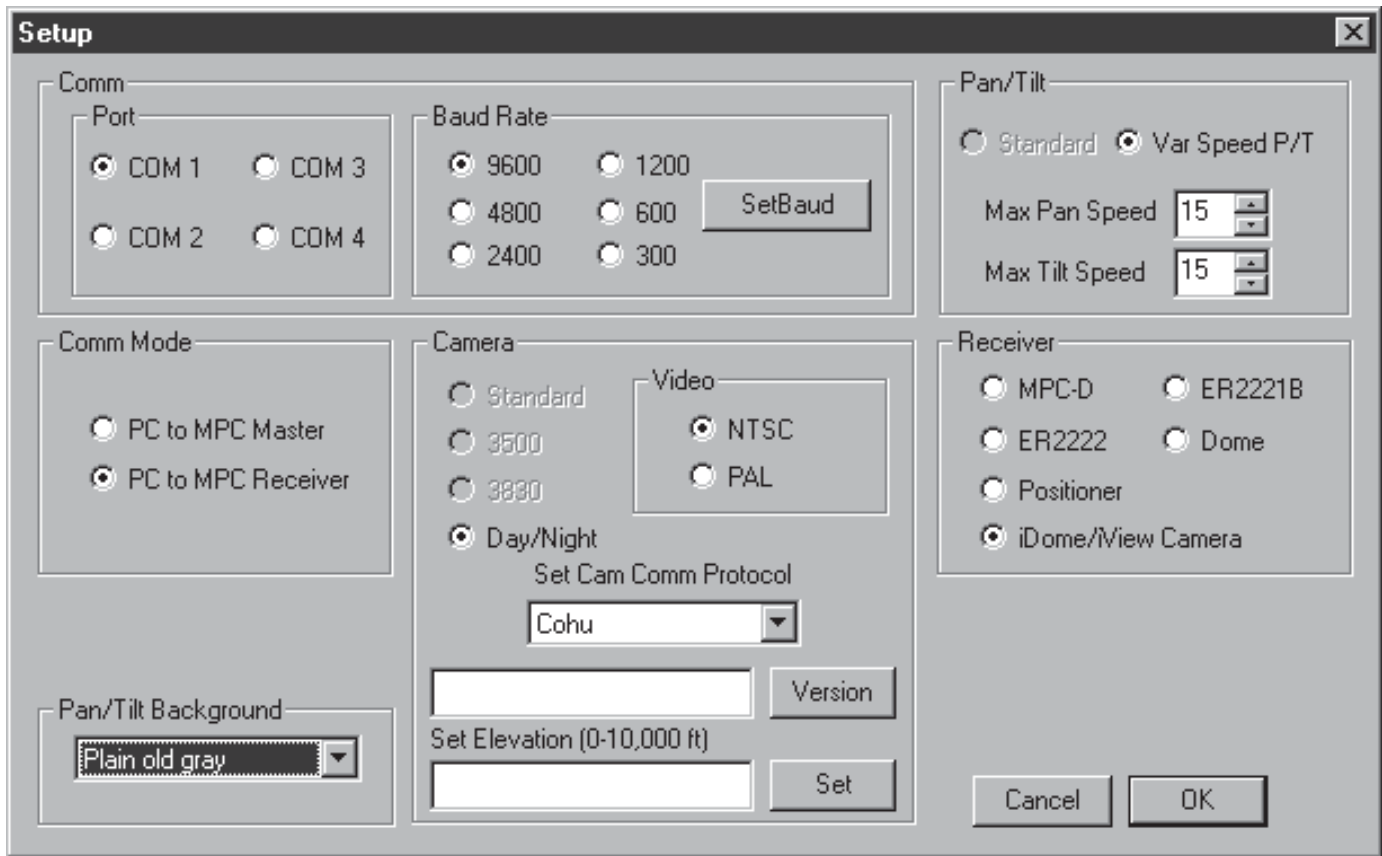 Setup
Comm
Port
COM 1
COM 3
COM 2
COM 4
Baud Rate
9600
1200
4800
600
2400
300
SetBaud
Pan/Tilt
Standard
Var Speed P/T
Max Pan Speed
15
Max Tilt Speed
15
Comm Mode
PC to MPC Master
PC to MPC Receiver
Camera
Standard
3500
3830
Day/Night
Video
NTSC
PAL
Set Cam Comm Protocol
Cohu
Version
Set Elevation (0-10,000 ft)
Set
Receiver
MPC-D
ER2221B
ER2222
Dome
Positioner
iDome/iView Camera
Pan/Tilt Background
Plain old gray
Cancel
OK